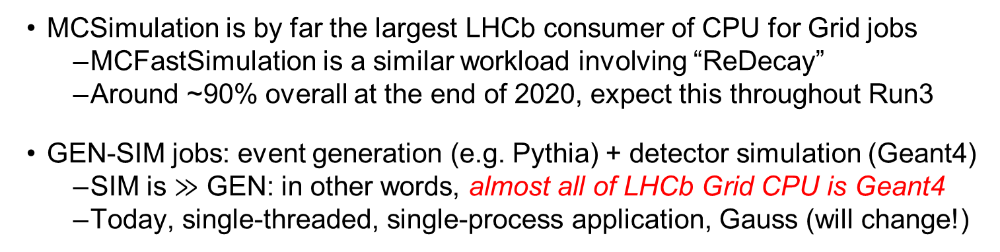 • MCSimulation is by far the largest LHCb consumer of CPU for Grid jobs
–MCFastSimulation is a similar workload involving “ReDecay”
–Around ~90% overall at the end of 2020, expect this throughout Run3
• GEN-SIM jobs: event generation (e.g. Pythia) + detector simulation (Geant4)
–SIM is ≫ GEN: in other words, almost all of LHCb Grid CPU is Geant4
–Today, single-threaded, single-process application, Gauss (will change!)